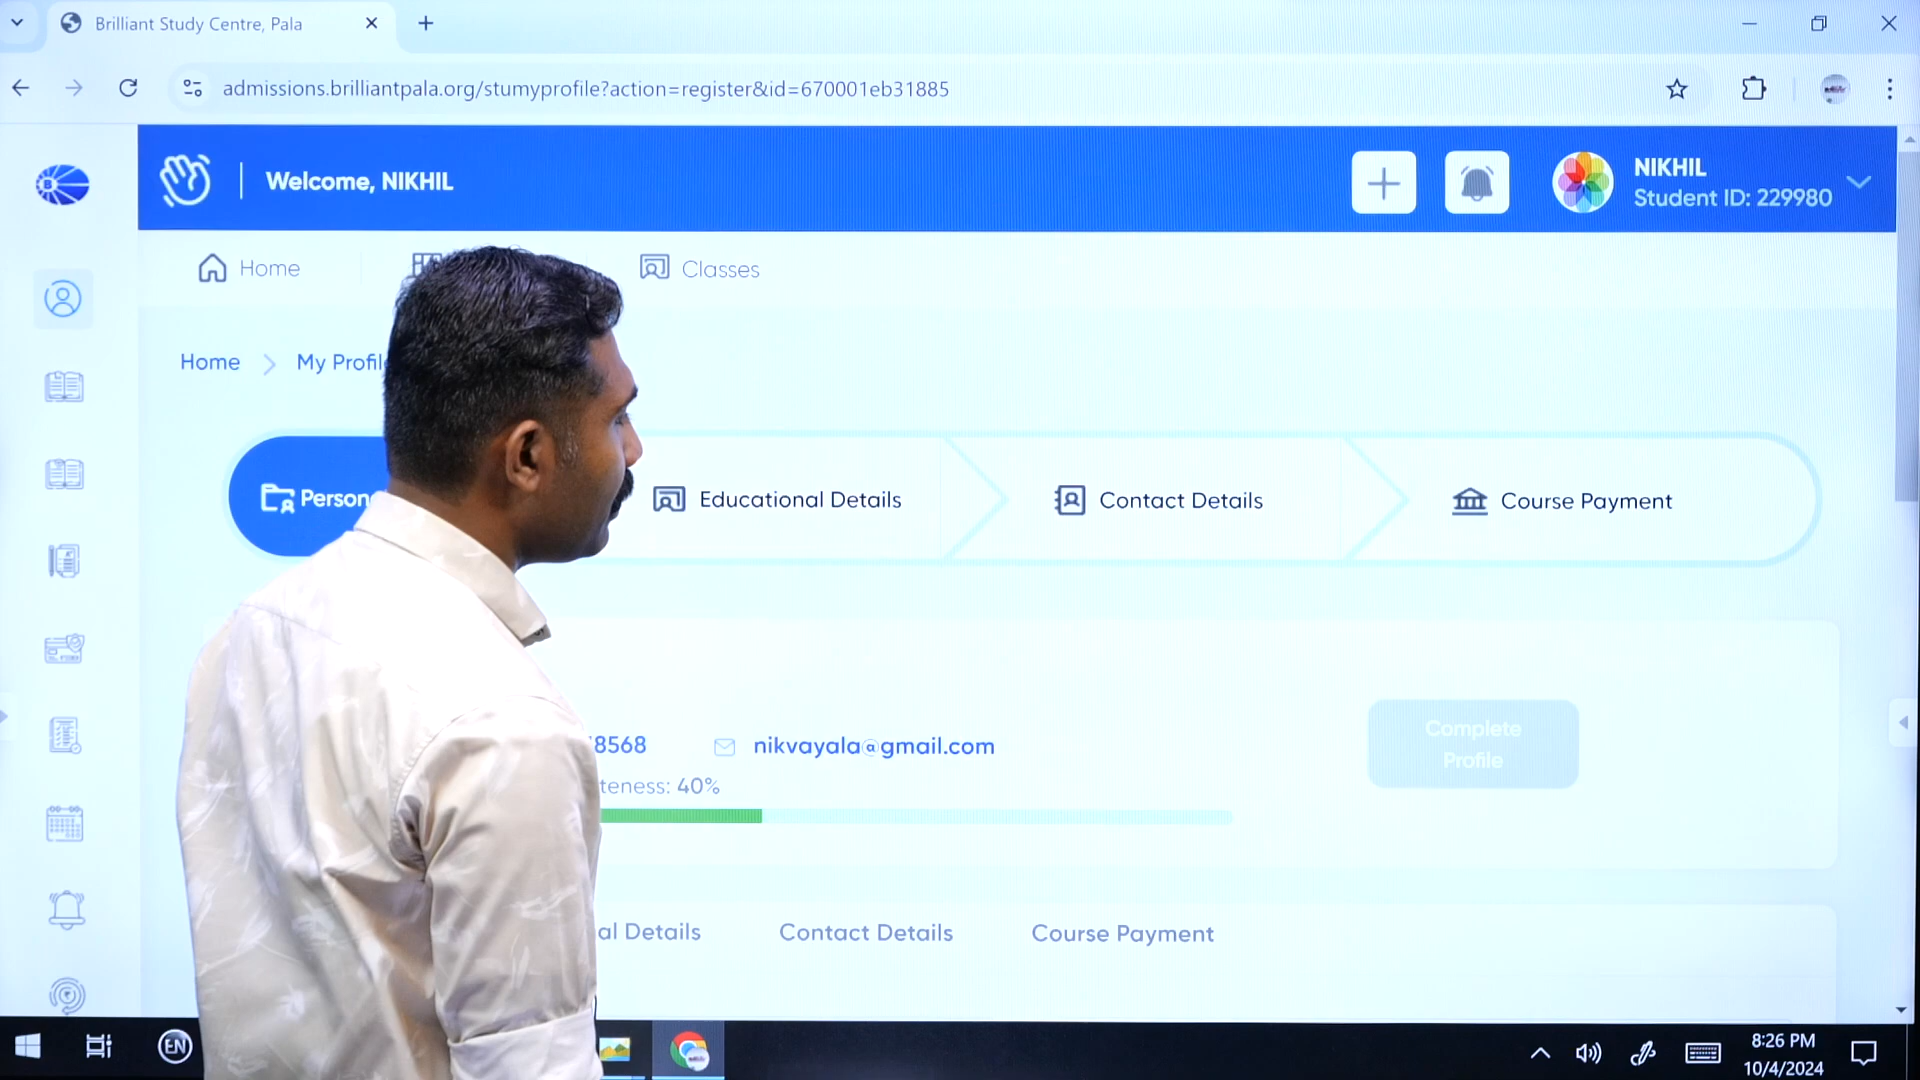 Brilliant Study Centre, Pala
admissions.brilliantpala.org/stumyprofile?action=register&id=670001eb31885
Welcome, NIKHIL
NIKHIL
Student ID: 229980
Home
Classes
Home
My Profil
Person
Educational Details
Contact Details
Course Payment
8568
nikvayala@gmail.com
Complete
Profile
teness: 40%
al Details
Contact Details
Course Payment
EN
8:26 PM
10/4/2024